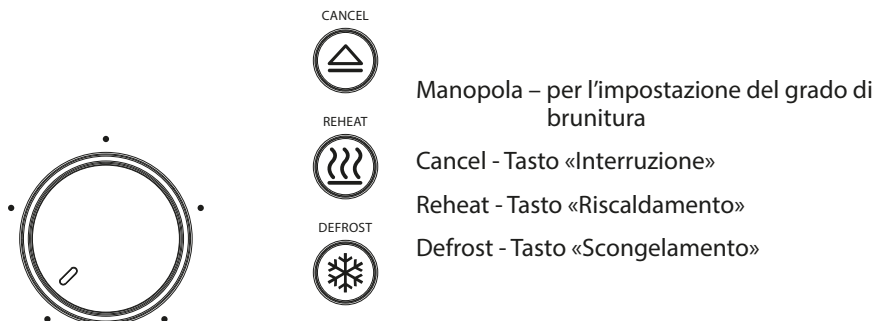 CANCEL
REHEAT
DEFROST
Manopola – per l’impostazione del grado di
brunitura
Cancel - Tasto «Interruzione»
Reheat - Tasto «Riscaldamento»
Defrost - Tasto «Scongelamento»